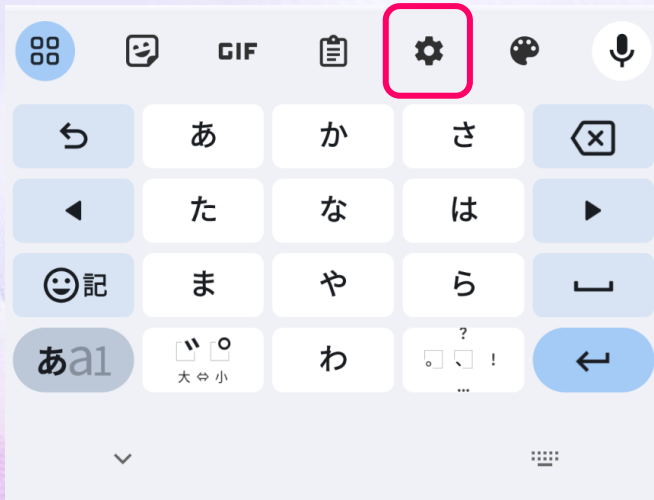 GIF
あ か さ
た な は
記 ま や ら
?
あa1 ゛゜ わ 。 、 !
大⇔小 …